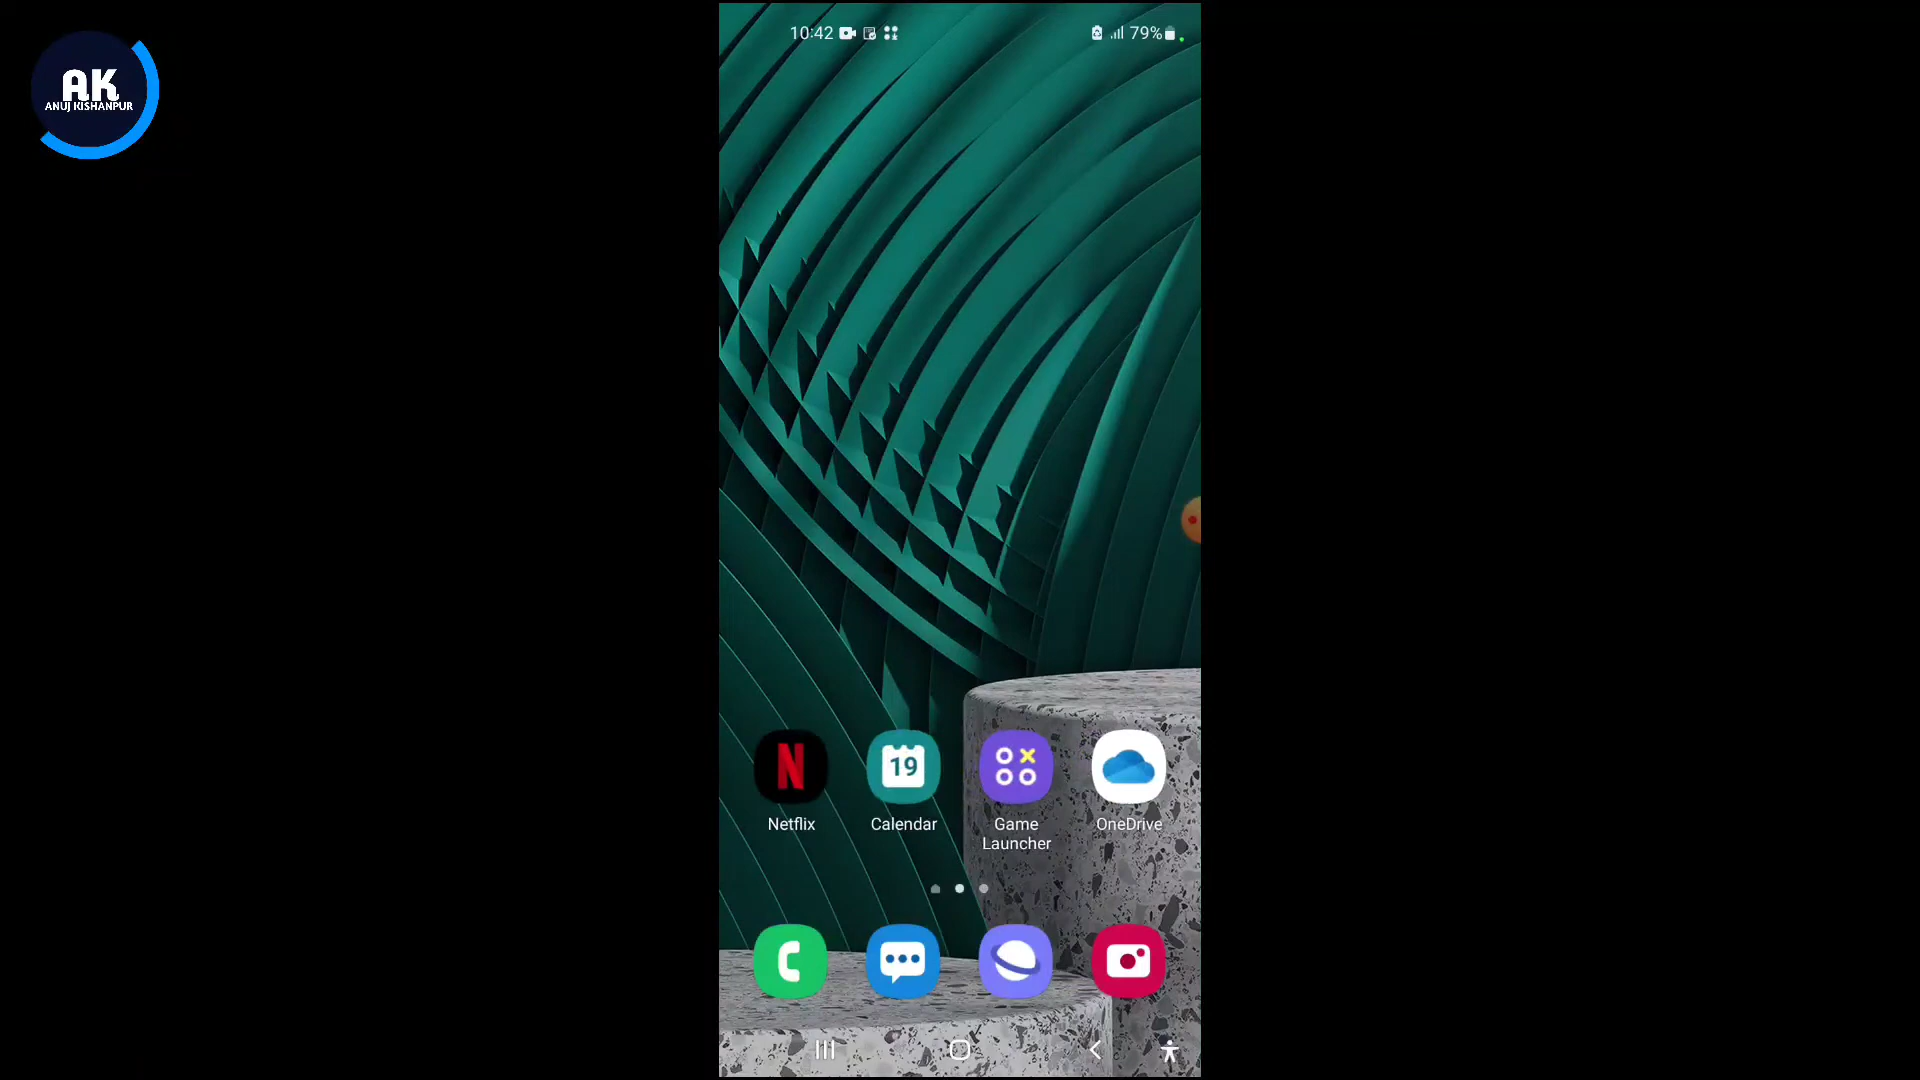 AK
ANUJ KISHANPUR
10:42
79%
N
19
Netflix
Calendar
Game
Launcher
OneDrive